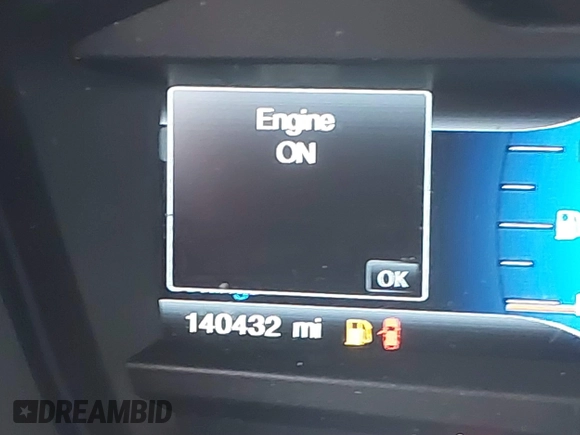 Engine
ON
OK
140432 mi
DREAMBID